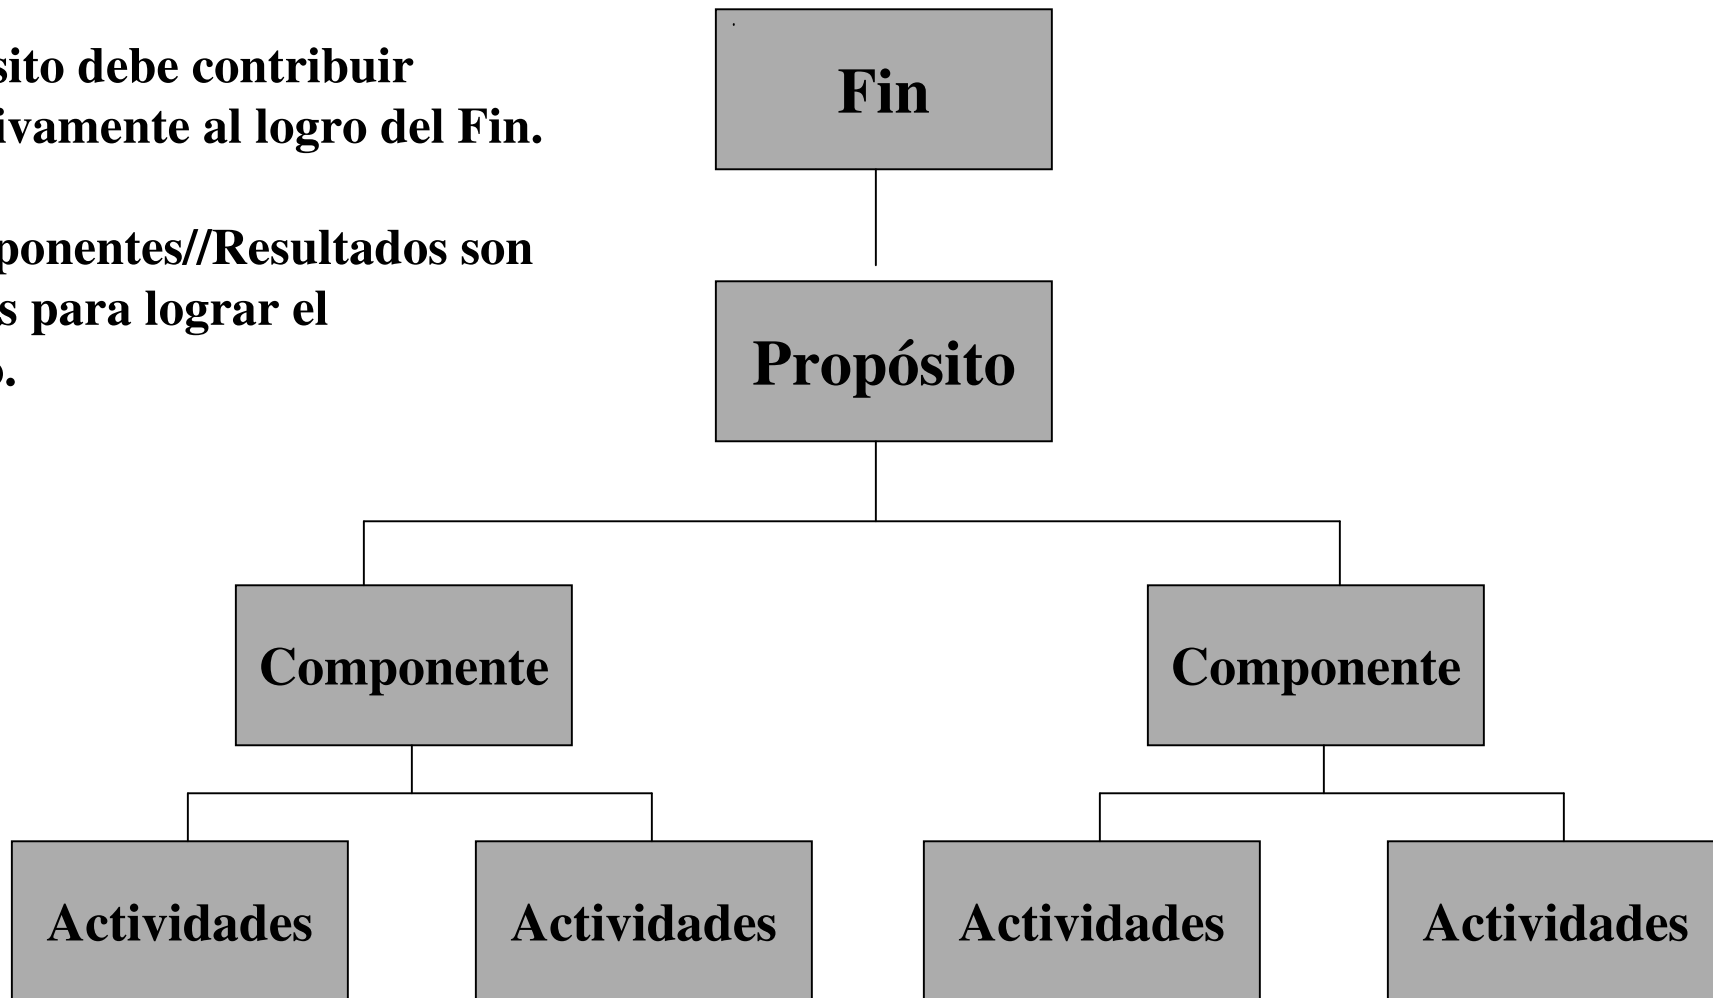 sito debe contribuir
ivamente al logro del Fin.
ponentes//Resultados son
s para lograr el
o.
Fin
Propósito
Componente Componente
Actividades Actividades Actividades Actividades